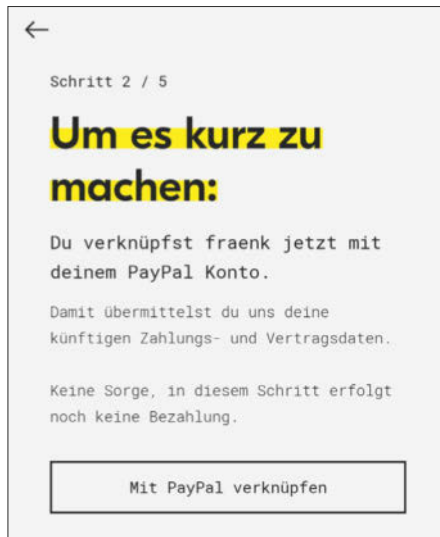 Schritt 2 / 5
Um es kurz zu
machen:
Du verknüpfst fraenk jetzt mit
deinem PayPal Konto.
Damit übermittelst du uns deine
künftigen Zahlungs- und Vertragsdaten.
Keine Sorge, in diesem Schritt erfolgt
noch keine Bezahlung.
Mit PayPal verknüpfen